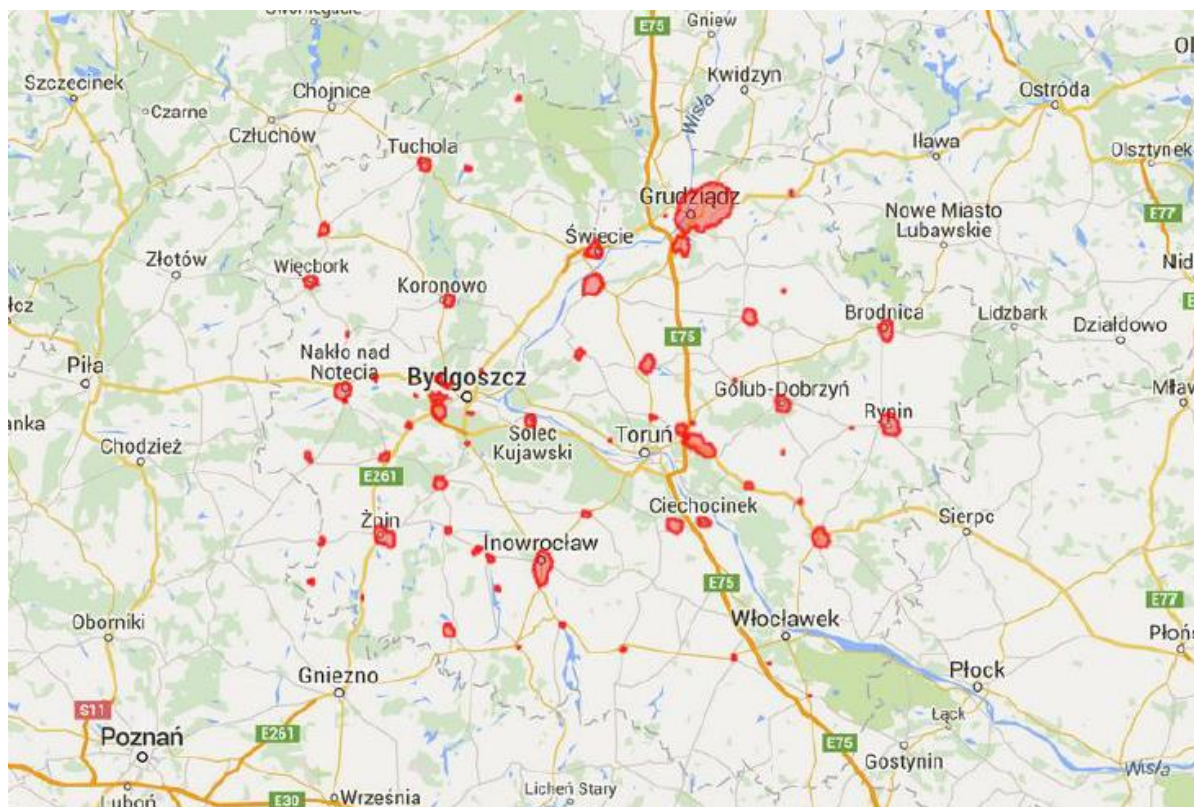 E75
Gniew
Szczecinek
Kwidzyn
Chojnice
Czarne
Wisła
Ostróda
Człuchów
Tuchola
Iława
Olsztynek
Grudziądz
Nowe Miasto
Lubawskie
E77
Świecie
Złotów
Więcbork
Koronowo
Brodnica
Lidzbark
Działdowo
E75
Nakło nad
Notecią
Piła
Bydgoszcz
Golub-Dobrzyń
Rypin
Solec
Kujawski
Toruń
Chodzież
E261
Ciechocinek
Żnin
Sierpc
Inowrocław
E75
E77
Oborniki
Włocławek
Gniezno
Płock
S11
E261
Łąck
Poznań
E75
Gostynin
Wisła
Luboń
E30
Września
Licheń Stary